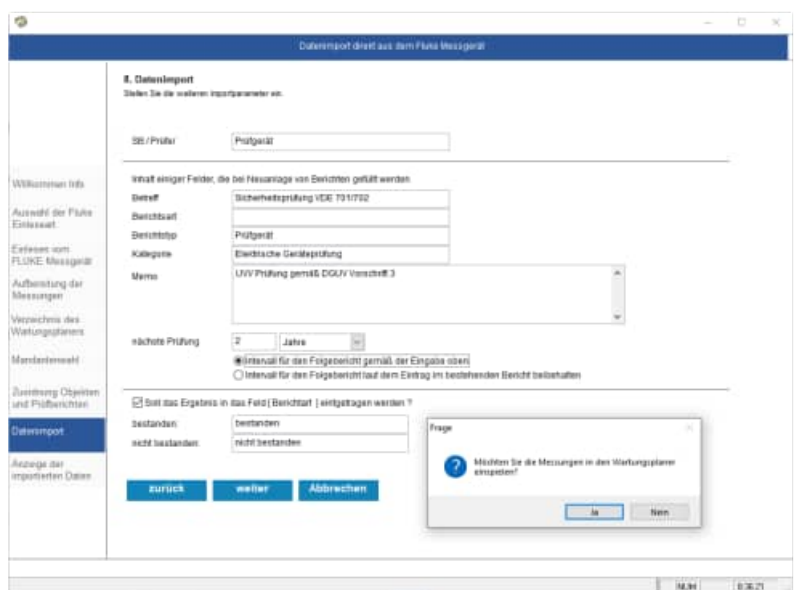 Datenimport direkt aus dem Fluke Messgerät
8. Datenimport
Stellen Sie die weiteren Importparameter ein.
SB / Prüfer
Prüfgerät
Inhalt einiger Felder, die bei Neuanlage von Berichten gefüllt werden
Betreff
Sicherheitsprüfung VDE 701/702
Berichtsart
Berichtstyp
Prüfgerät
Kategorie
Elektrische Geräteprüfung
Memo
UVV Prüfung gemäß DGUV Vorschrift 3
nächste Prüfung
2
Jahre
Intervall für den Folgebericht gemäß der Eingabe oben
Intervall für den Folgebericht laut dem Eintrag im bestehenden Bericht beibehalten
Soll das Ergebnis in das Feld [ Berichtart ] eintgetragen werden ?
bestanden:
bestanden
nicht bestanden:
nicht bestanden
zurück
weiter
Abbrechen
Willkommen Info
Auswahl der Fluke
Einleseart
Einlesen vom
FLUKE Messgerät
Aufbereitung der
Messungen
Verzeichnis des
Wartungsplaners
Mandantenwahl
Zuordnung Objekten
und Prüfberichten
Datenimport
Anzeige der
importierten Daten
Frage
Möchten Sie die Messungen in den Wartungsplaner
einspielen?
Ja
Nein
NUM
8:36:21